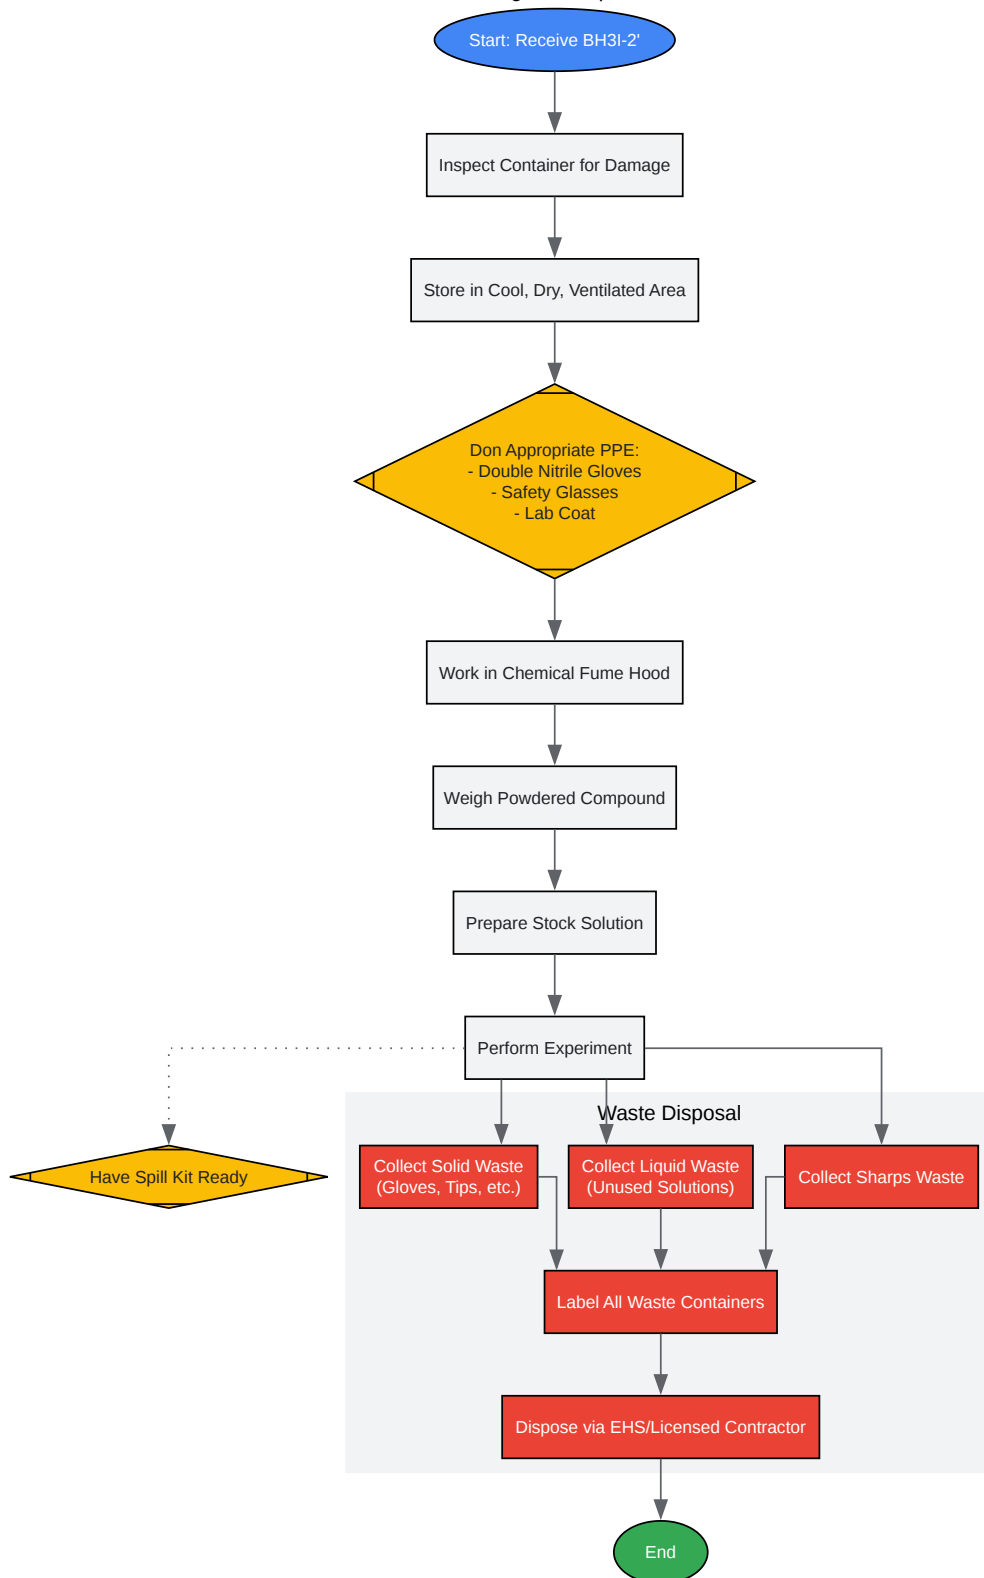 Start: Receive BH3I-2'
Inspect Container for Damage
Store in Cool, Dry, Ventilated Area
Don Appropriate PPE:
- Double Nitrile Gloves
- Safety Glasses
- Lab Coat
Work in Chemical Fume Hood
Weigh Powdered Compound
Prepare Stock Solution
Perform Experiment
Waste Disposal
Have Spill Kit Ready
Collect Solid Waste
(Gloves, Tips, etc.)
Collect Liquid Waste
(Unused Solutions)
Collect Sharps Waste
Label All Waste Containers
Dispose via EHS/Licensed Contractor
End